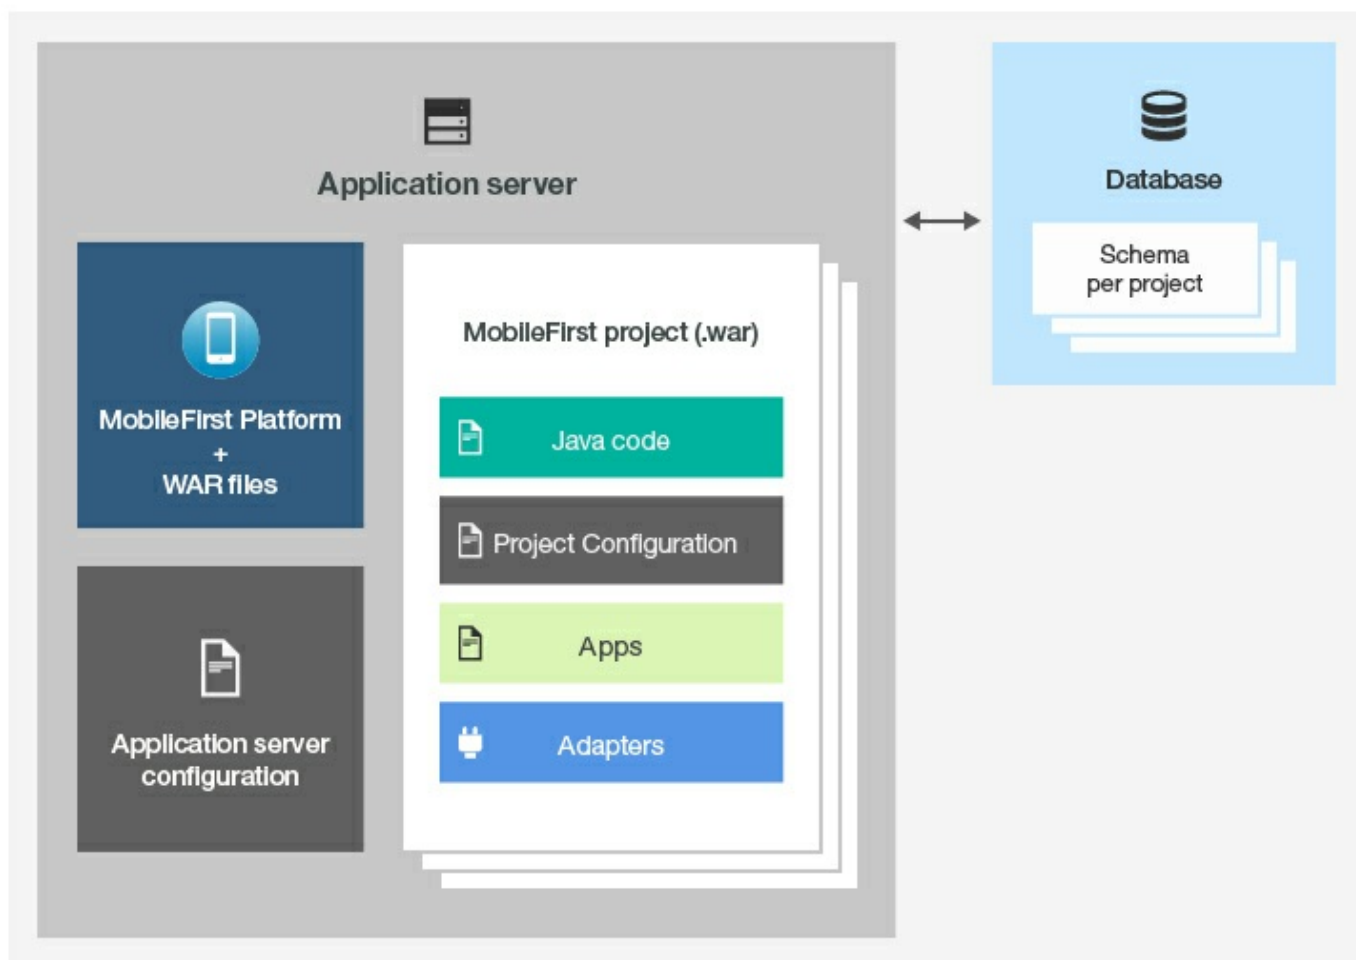 Application server
MobileFirst Platform
+
WAR files
Application server
configuration
MobileFirst project (.war)
Java code
Project Configuration
Apps
Adapters
Database
Schema
per project